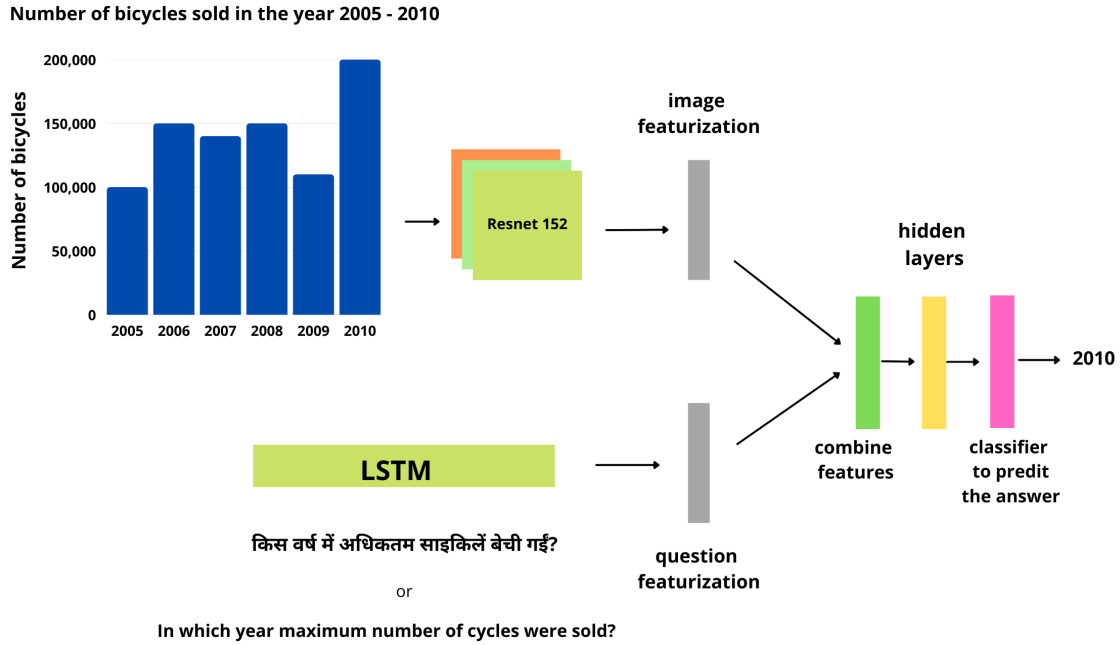 Number of bicycles sold in the year 2005 - 2010
Number of bicycles
200,000
150,000
100,000
50,000
0
2005 2006 2007 2008 2009 2010
Resnet 152
image
featurization
hidden
layers
2010
combine
features
classifier
to predit
the answer
LSTM
किस वर्ष में अधिकतम साइकिलें बेची गईं?
or
In which year maximum number of cycles were sold?
question
featurization